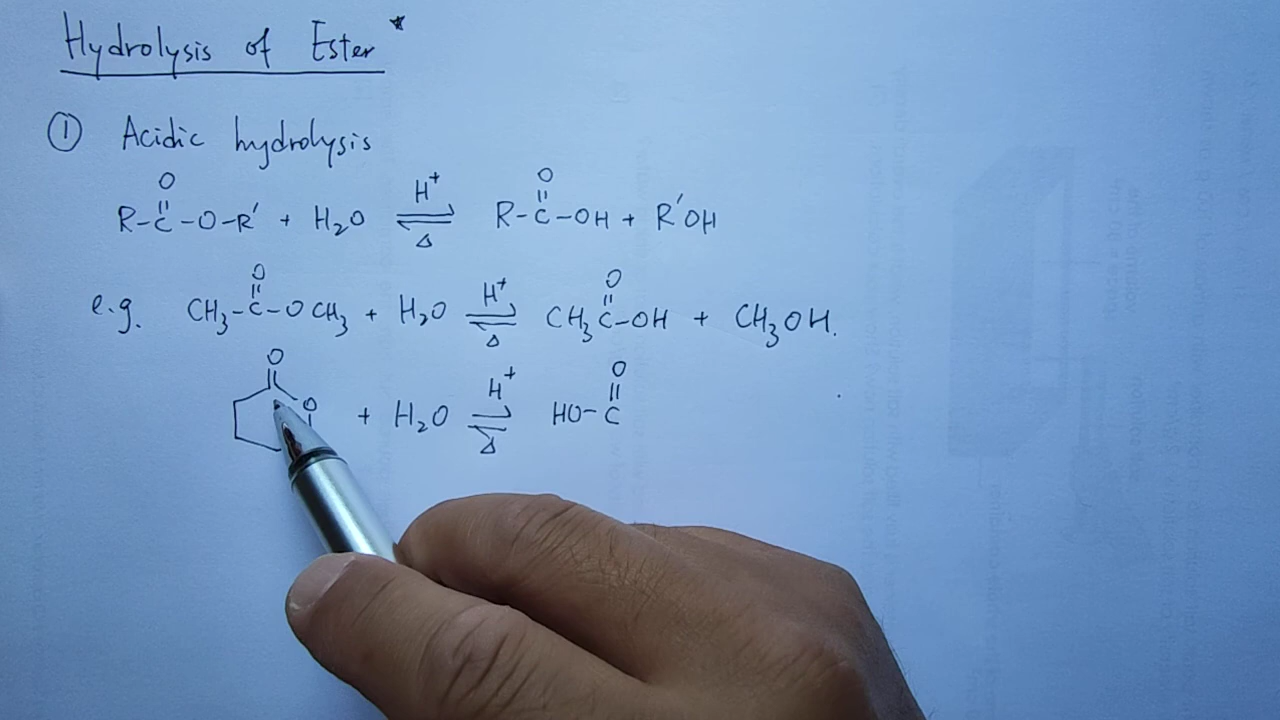 Hydrolysis of Ester *
① Acidic hydrolysis
O O
|| H⁺ ||
R-C-O-R' + H₂O ⇌ R-C-OH + R'OH
Δ
O O
|| H⁺ ||
e.g. CH₃-C-OCH₃ + H₂O ⇌ CH₃C-OH + CH₃OH.
Δ
O O
|| H⁺ ||
O + H₂O ⇌ HO-C
Δ